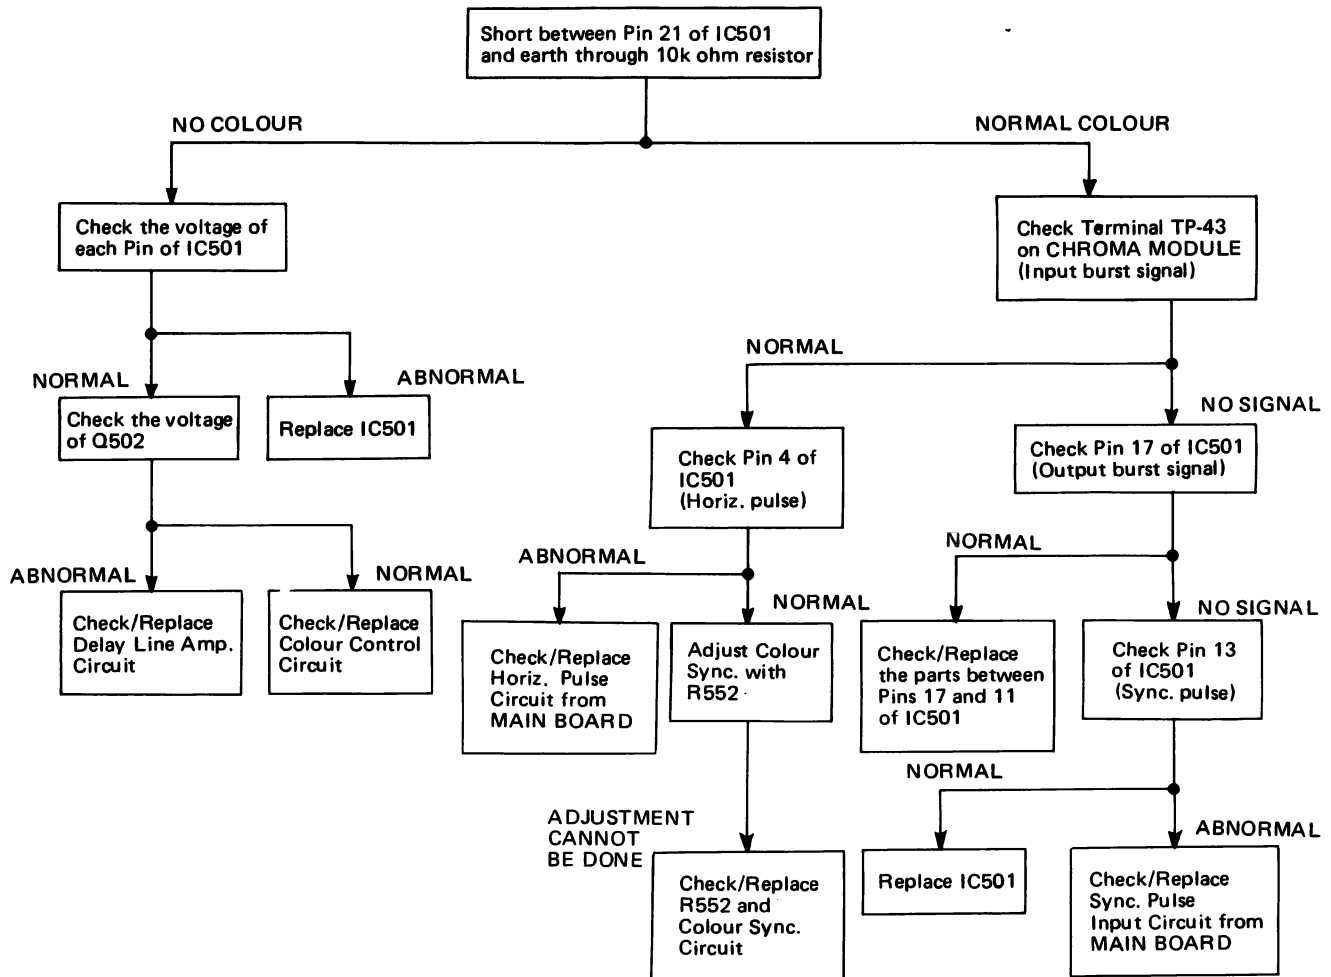 Short between Pin 21 of IC501
and earth through 10k ohm resistor
NO COLOUR
NORMAL COLOUR
Check the voltage of
each Pin of IC501
Check Terminal TP-43
on CHROMA MODULE
(Input burst signal)
NORMAL
ABNORMAL
NORMAL
NO SIGNAL
Check the voltage
of Q502
Replace IC501
Check Pin 4 of
IC501
(Horiz. pulse)
Check Pin 17 of IC501
(Output burst signal)
ABNORMAL
NORMAL
ABNORMAL
NORMAL
NORMAL
NO SIGNAL
Check/Replace
Delay Line Amp.
Circuit
Check/Replace
Colour Control
Circuit
Check/Replace
Horiz. Pulse
Circuit from
MAIN BOARD
Adjust Colour
Sync. with
R552
Check/Replace
the parts between
Pins 17 and 11
of IC501
Check Pin 13
of IC501
(Sync. pulse)
NORMAL
ABNORMAL
ADJUSTMENT
CANNOT
BE DONE
Check/Replace
R552 and
Colour Sync.
Circuit
Replace IC501
Check/Replace
Sync. Pulse
Input Circuit from
MAIN BOARD